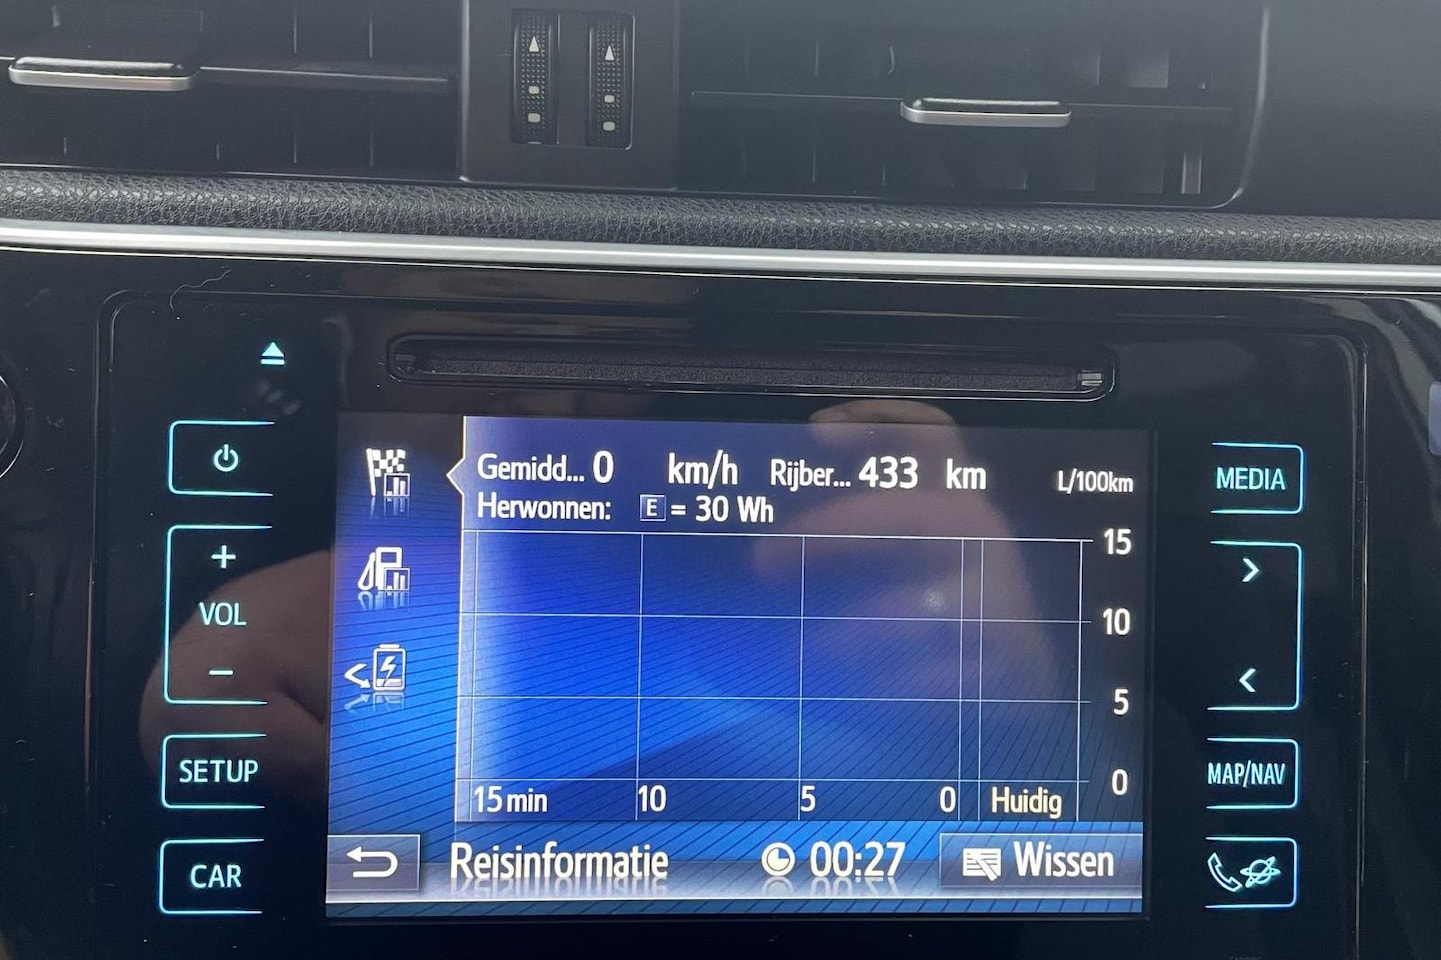 Gemidd... 0 km/h Rijber... 433 km L/100km
Herwonnen: E = 30 Wh
15
10
5
0
15 min 10 5 0 Huidig
Reisinformatie 00:27 Wissen
+
VOL
−
SETUP
CAR
MEDIA
>
<
MAP/NAV